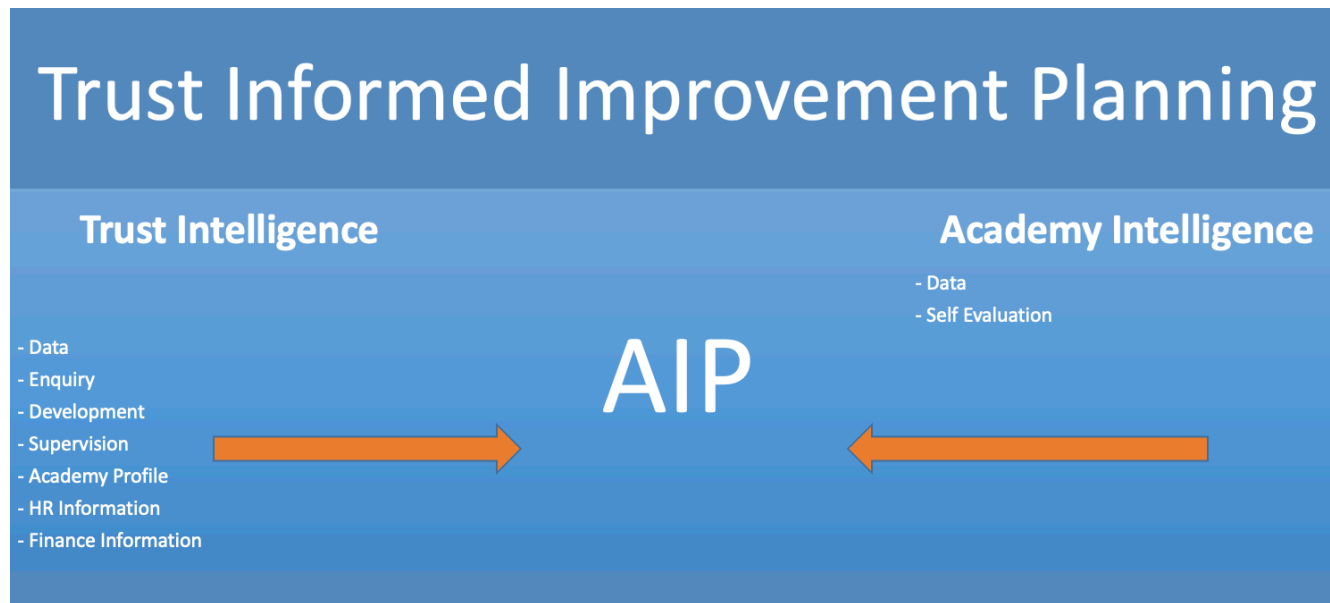 Trust Informed Improvement Planning
Trust Intelligence
- Data
- Enquiry
- Development
- Supervision
- Academy Profile
- HR Information
- Finance Information
AIP
Academy Intelligence
- Data
- Self Evaluation